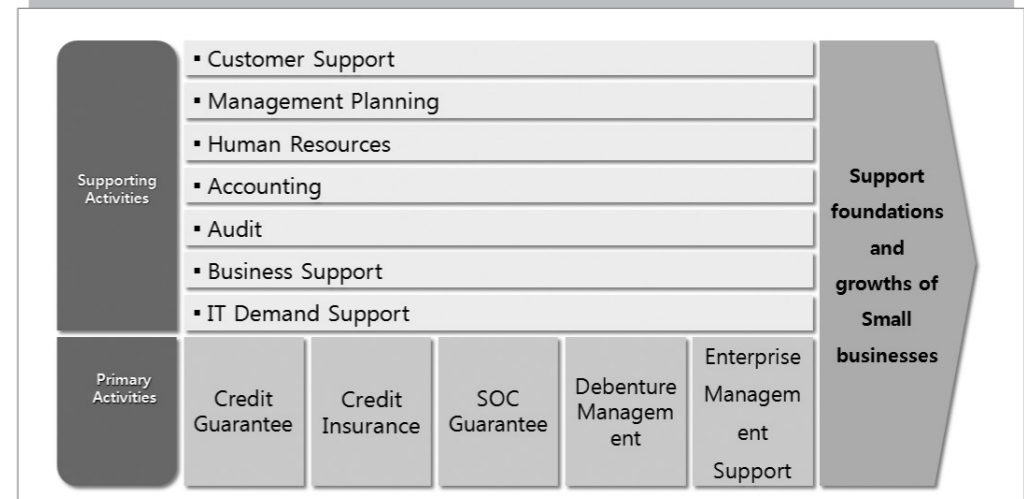 ▪ Customer Support
▪ Management Planning
▪ Human Resources
Supporting
Activities
▪ Accounting
▪ Audit
▪ Business Support
▪ IT Demand Support
Primary
Activities
Credit
Guarantee
Credit
Insurance
SOC
Guarantee
Debenture
Managem
ent
Enterprise
Managem
ent
Support
Support
foundations
and
growths of
Small
businesses